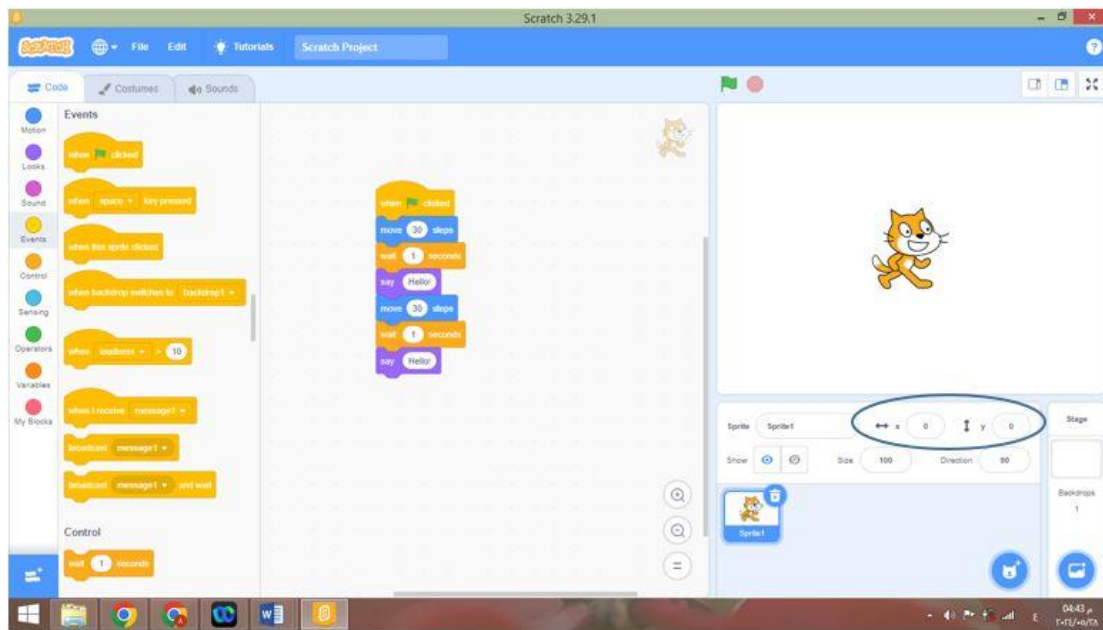 Scratch 3.29.1
SCRATCH File Edit Tutorials Scratch Project
Code Costumes Sounds
Motion
Looks
Sound
Events
Control
Sensing
Operators
Variables
My Blocks
Events
when clicked
when space key pressed
when this sprite clicked
when backdrop switches to backdrop1
when loudness > 10
when I receive message1
broadcast message1
broadcast message1 and wait
Control
wait 1 seconds
when clicked
move 30 steps
wait 1 seconds
say Hello!
move 30 steps
wait 1 seconds
say Hello!
Sprite Sprite1 x 0 y 0
Show Size 100 Direction 90
Sprite1
Stage
Backdrops
1
04:43 م